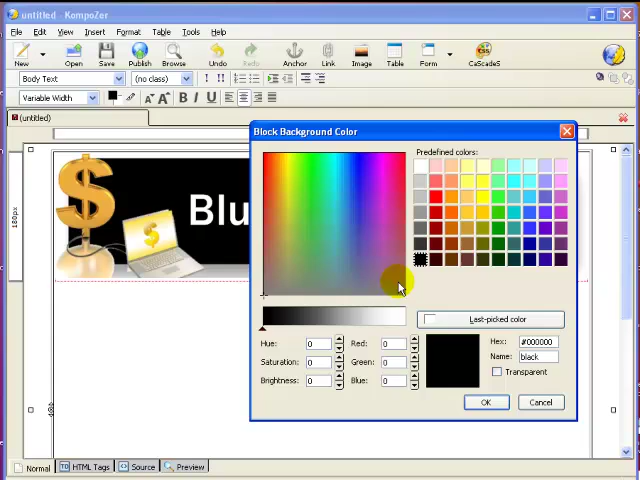 untitled - KompoZer
File Edit View Insert Format Table Tools Help
New Open Save Publish Browse Undo Redo Anchor Link Image Table Form CaScadeS
Body Text (no class) ! !!
Variable Width A A B I U
(untitled)
Block Background Color
Predefined colors:
180px
$
$
Blu
Last-picked color
Hue: 0 Red: 0 Hex: #000000
Saturation: 0 Green: 0 Name: black
Brightness: 0 Blue: 0 Transparent
OK Cancel
Normal HTML Tags Source Preview